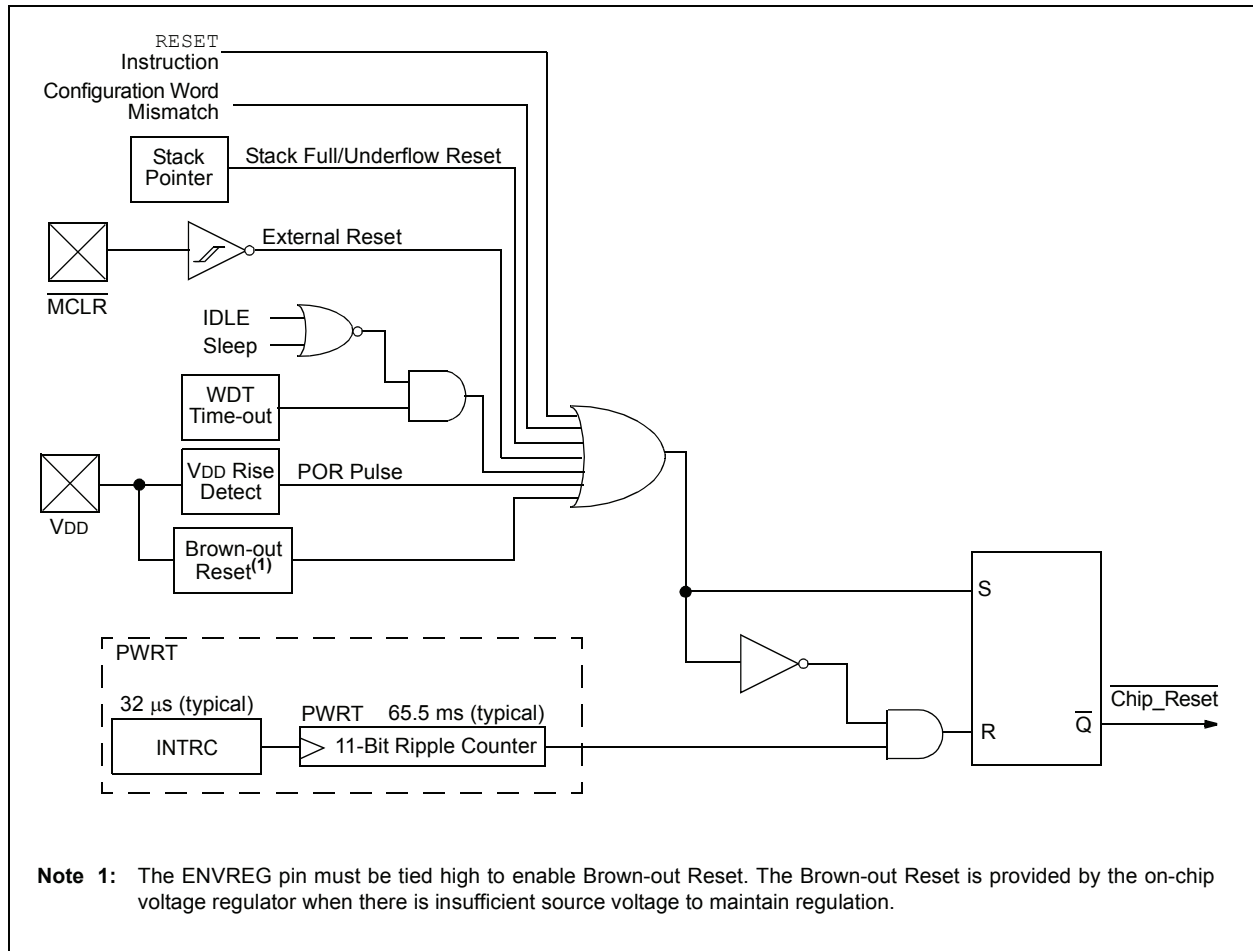 RESET
Instruction
Configuration Word
Mismatch
Stack
Pointer
Stack Full/Underflow Reset
External Reset
MCLR
IDLE
Sleep
WDT
Time-out
VDD Rise
Detect
POR Pulse
VDD
Brown-out
Reset(1)
S
PWRT
32 μs (typical)
PWRT 65.5 ms (typical)
INTRC
11-Bit Ripple Counter
R
Q
Chip_Reset
Note 1: The ENVREG pin must be tied high to enable Brown-out Reset. The Brown-out Reset is provided by the on-chip
voltage regulator when there is insufficient source voltage to maintain regulation.